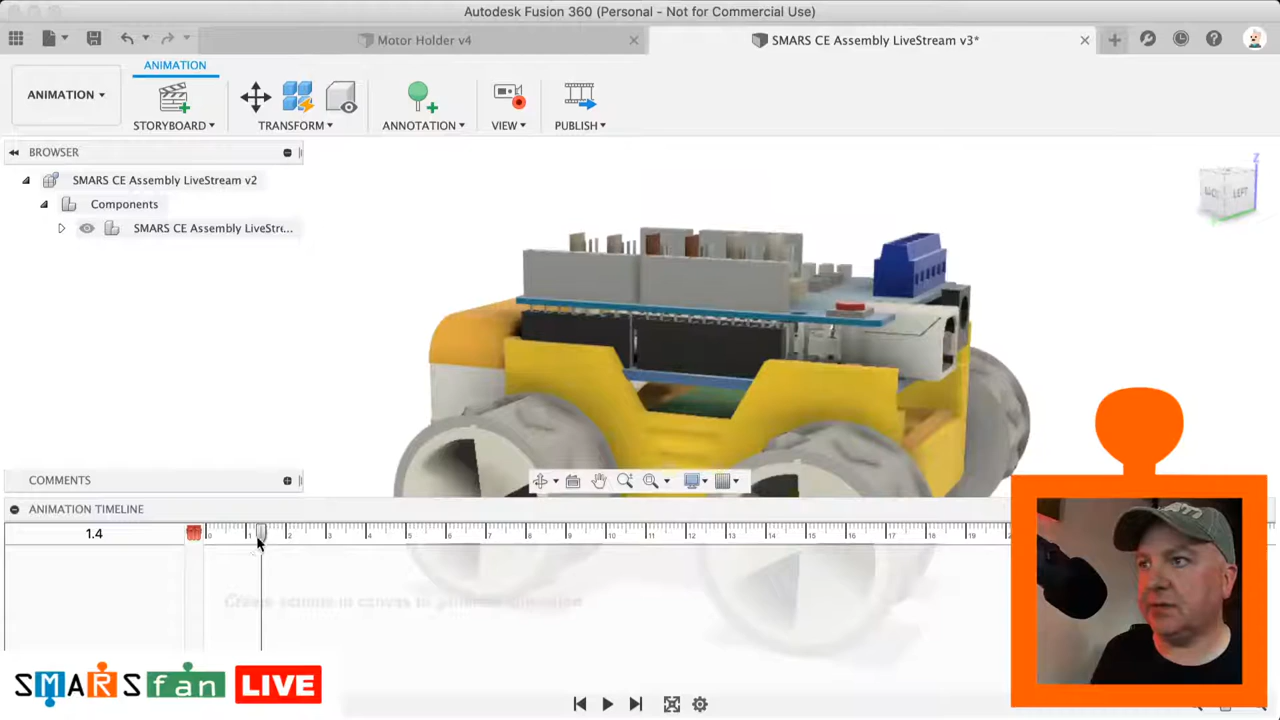 Autodesk Fusion 360 (Personal - Not for Commercial Use)
Motor Holder v4
SMARS CE Assembly LiveStream v3*
ANIMATION
ANIMATION
STORYBOARD
TRANSFORM
ANNOTATION
VIEW
PUBLISH
BROWSER
SMARS CE Assembly LiveStream v2
Components
SMARS CE Assembly LiveStre...
Z
LEFT
COMMENTS
ANIMATION TIMELINE
1.4
0 1 2 3 4 5 6 7 8 9 10 11 12 13 14 15 16 17 18 19
SMARSfan LIVE